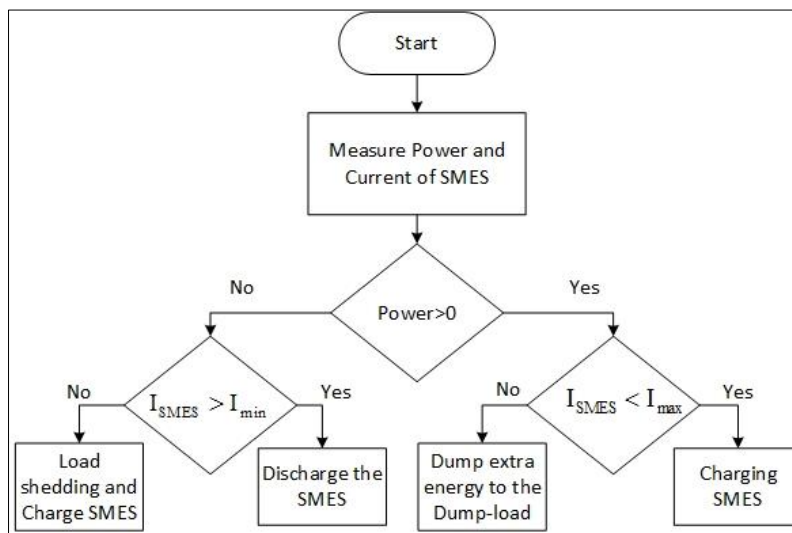 Start
Measure Power and
Current of SMES
No
Yes
Power>0
No
I_SMES > I_min
Yes
No
I_SMES < I_max
Yes
Load
shedding and
Charge SMES
Discharge the
SMES
Dump extra
energy to the
Dump-load
Charging
SMES